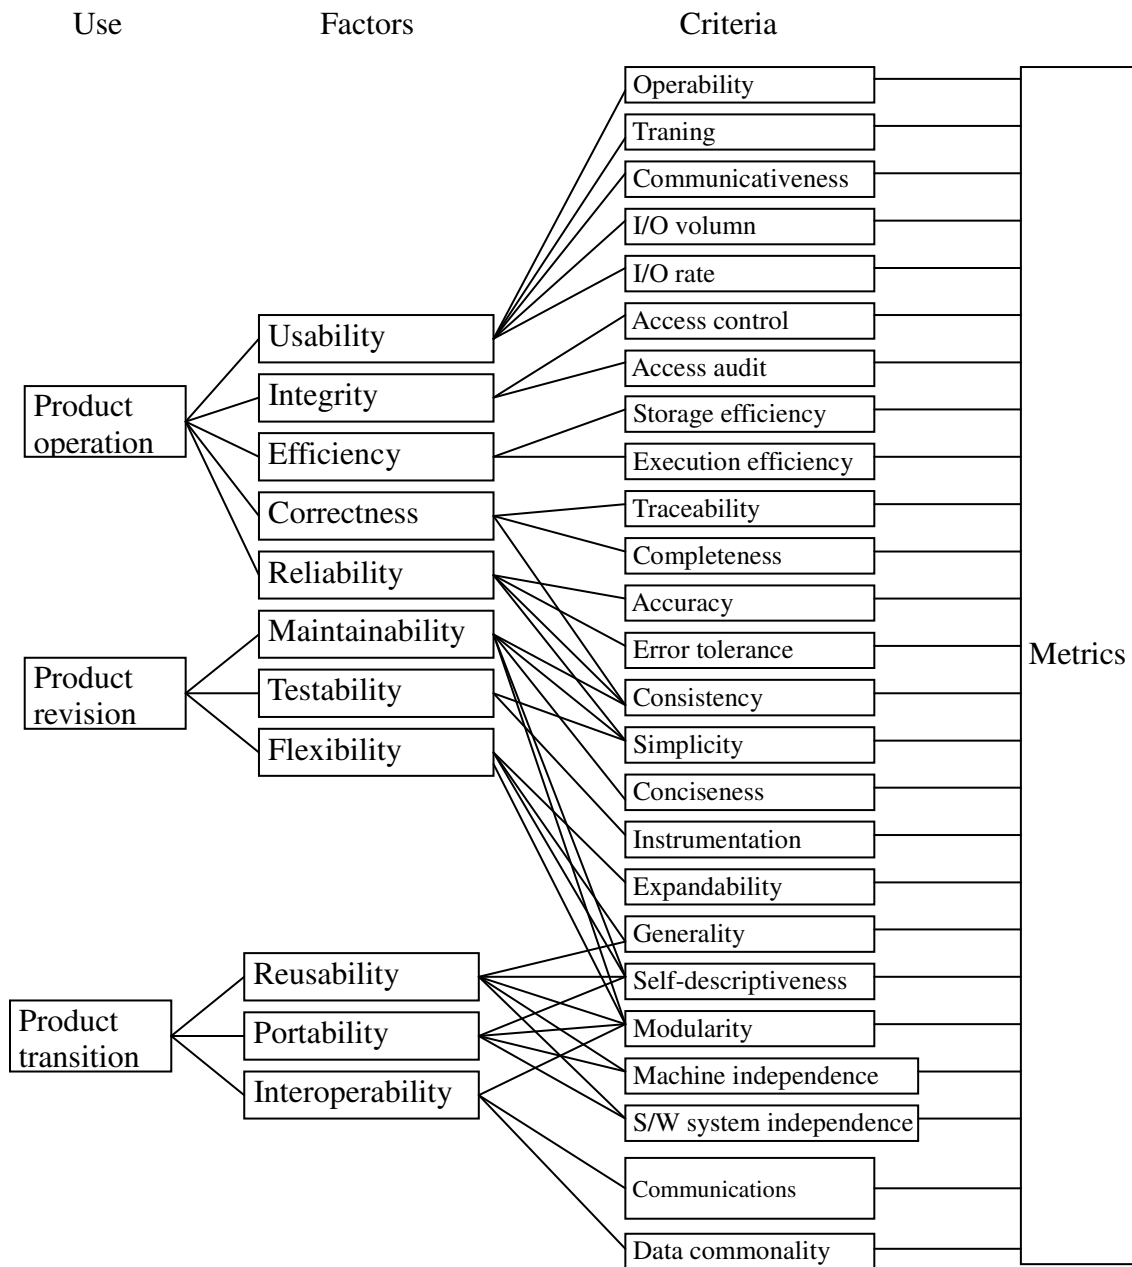 Use
Factors
Criteria
Product
operation
Product
revision
Product
transition
Usability
Integrity
Efficiency
Correctness
Reliability
Maintainability
Testability
Flexibility
Reusability
Portability
Interoperability
Operability
Traning
Communicativeness
I/O volumn
I/O rate
Access control
Access audit
Storage efficiency
Execution efficiency
Traceability
Completeness
Accuracy
Error tolerance
Consistency
Simplicity
Conciseness
Instrumentation
Expandability
Generality
Self-descriptiveness
Modularity
Machine independence
S/W system independence
Communications
Data commonality
Metrics